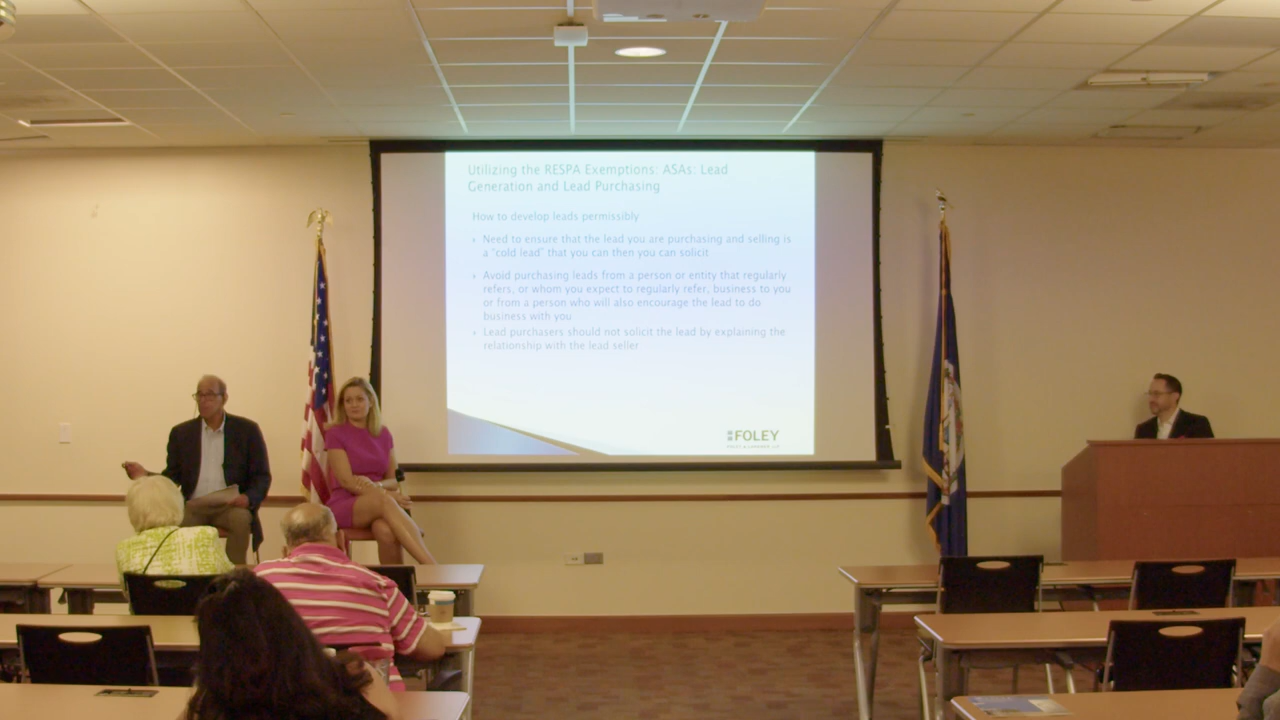 Utilizing the RESPA Exemptions: ASAs: Lead
Generation and Lead Purchasing
How to develop leads permissibly
Need to ensure that the lead you are purchasing and selling is
a "cold lead" that you can then you can solicit
Avoid purchasing leads from a person or entity that regularly
refers, or whom you expect to regularly refer, business to you
or from a person who will also encourage the lead to do
business with you
Lead purchasers should not solicit the lead by explaining the
relationship with the lead seller
FOLEY
FOLEY & LARDNER LLP